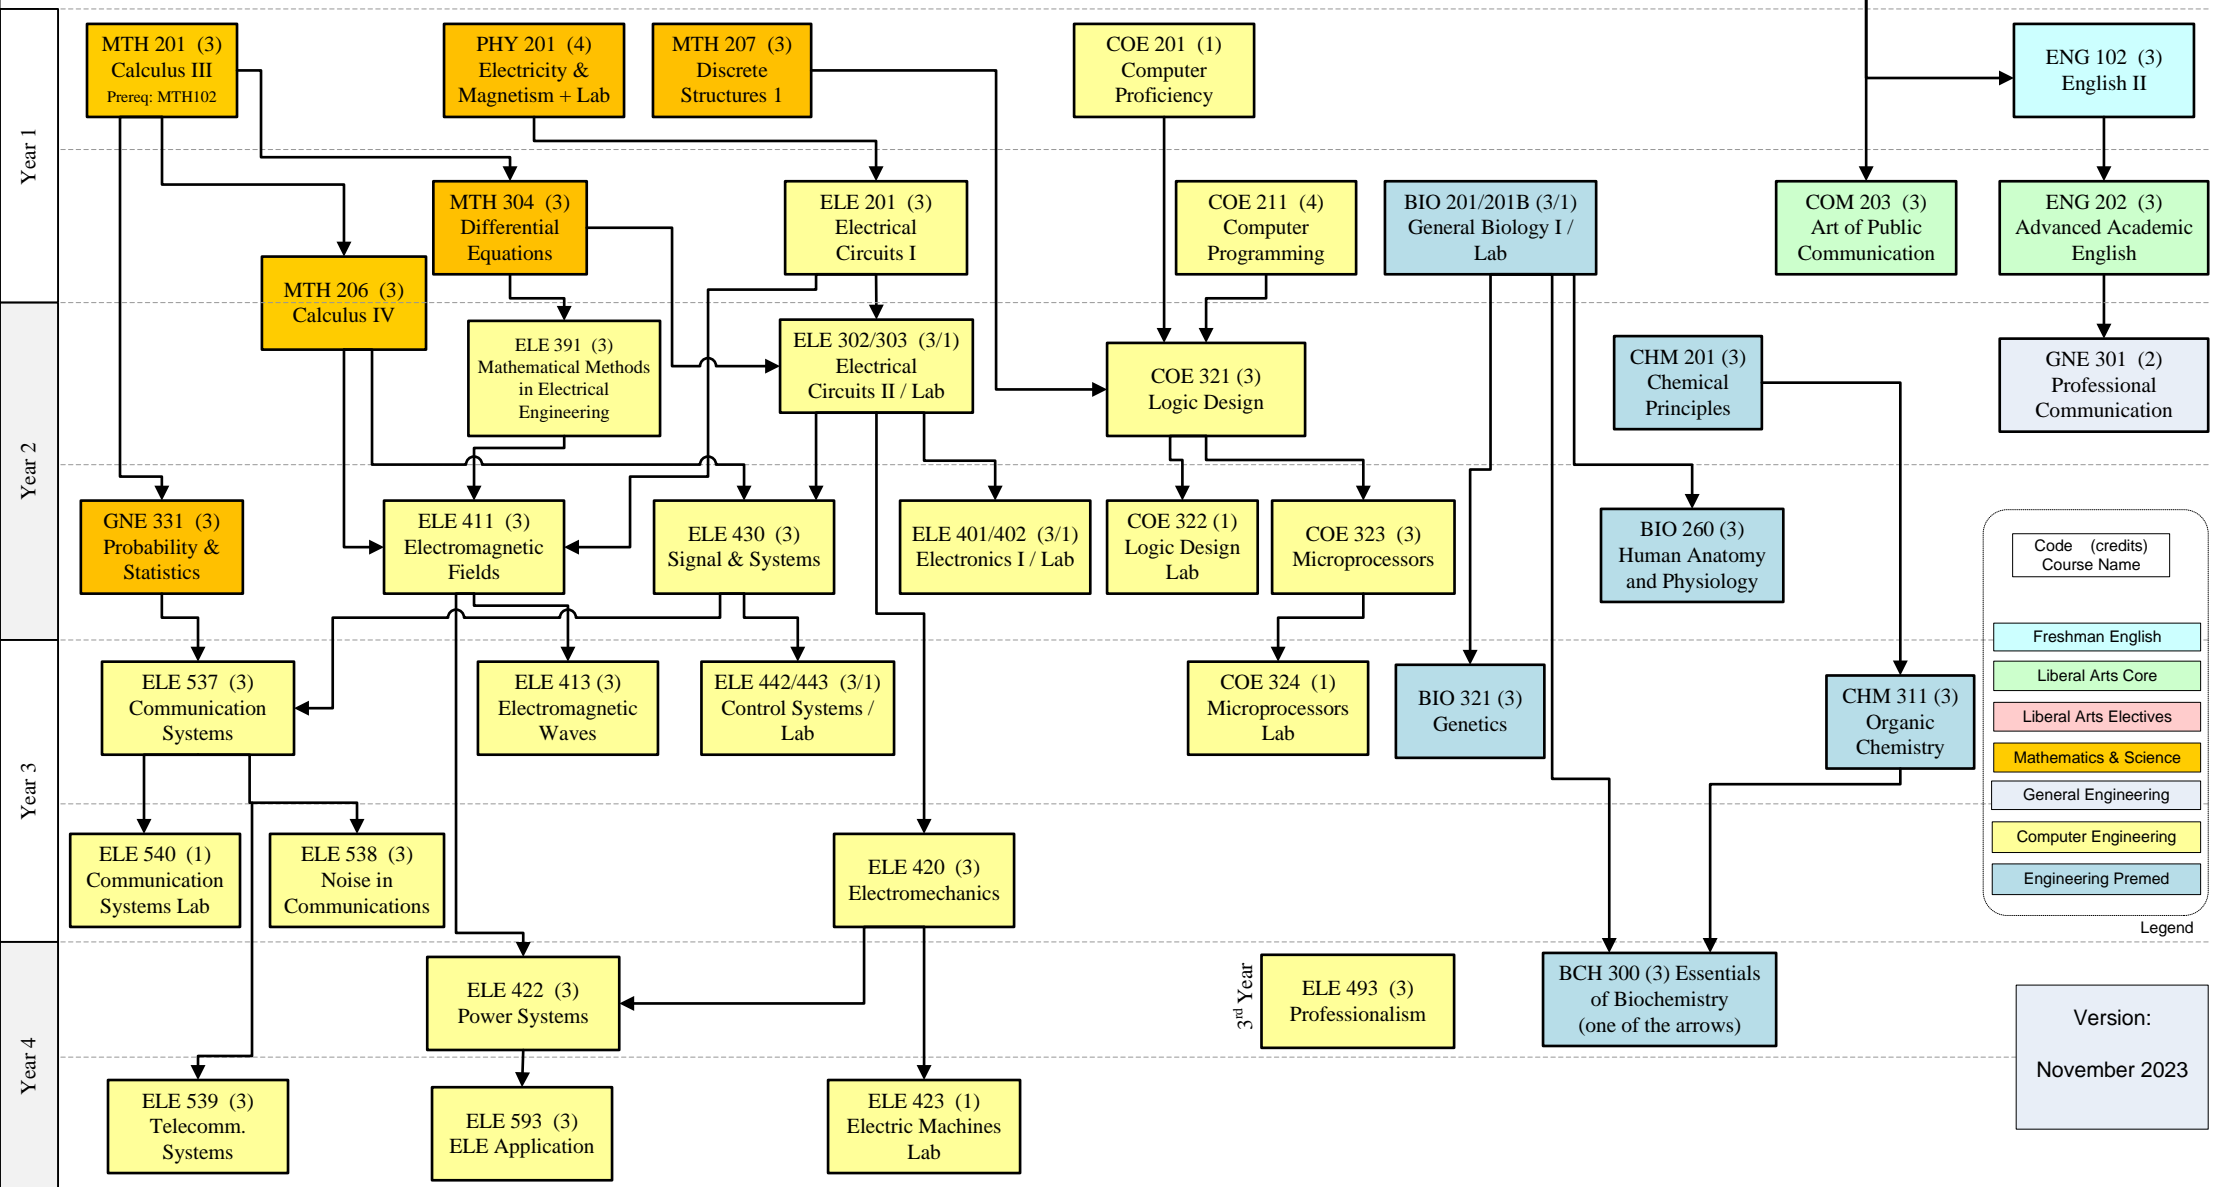 Year 1
MTH 201 (3)
Calculus III
Prereq: MTH102
PHY 201 (4)
Electricity &
Magnetism + Lab
MTH 207 (3)
Discrete
Structures 1
COE 201 (1)
Computer
Proficiency
ENG 102 (3)
English II
MTH 304 (3)
Differential
Equations
ELE 201 (3)
Electrical
Circuits I
COE 211 (4)
Computer
Programming
BIO 201/201B (3/1)
General Biology I /
Lab
COM 203 (3)
Art of Public
Communication
ENG 202 (3)
Advanced Academic
English
MTH 206 (3)
Calculus IV
Year 2
ELE 391 (3)
Mathematical Methods
in Electrical
Engineering
ELE 302/303 (3/1)
Electrical
Circuits II / Lab
COE 321 (3)
Logic Design
CHM 201 (3)
Chemical
Principles
GNE 301 (2)
Professional
Communication
GNE 331 (3)
Probability &
Statistics
ELE 411 (3)
Electromagnetic
Fields
ELE 430 (3)
Signal & Systems
ELE 401/402 (3/1)
Electronics I / Lab
COE 322 (1)
Logic Design
Lab
COE 323 (3)
Microprocessors
BIO 260 (3)
Human Anatomy
and Physiology
Year 3
ELE 537 (3)
Communication
Systems
ELE 413 (3)
Electromagnetic
Waves
ELE 442/443 (3/1)
Control Systems /
Lab
COE 324 (1)
Microprocessors
Lab
BIO 321 (3)
Genetics
CHM 311 (3)
Organic
Chemistry
ELE 540 (1)
Communication
Systems Lab
ELE 538 (3)
Noise in
Communications
ELE 420 (3)
Electromechanics
Year 4
ELE 422 (3)
Power Systems
3rd Year
ELE 493 (3)
Professionalism
BCH 300 (3) Essentials
of Biochemistry
(one of the arrows)
ELE 539 (3)
Telecomm.
Systems
ELE 593 (3)
ELE Application
ELE 423 (1)
Electric Machines
Lab
Code (credits)
Course Name
Freshman English
Liberal Arts Core
Liberal Arts Electives
Mathematics & Science
General Engineering
Computer Engineering
Engineering Premed
Legend
Version:
November 2023